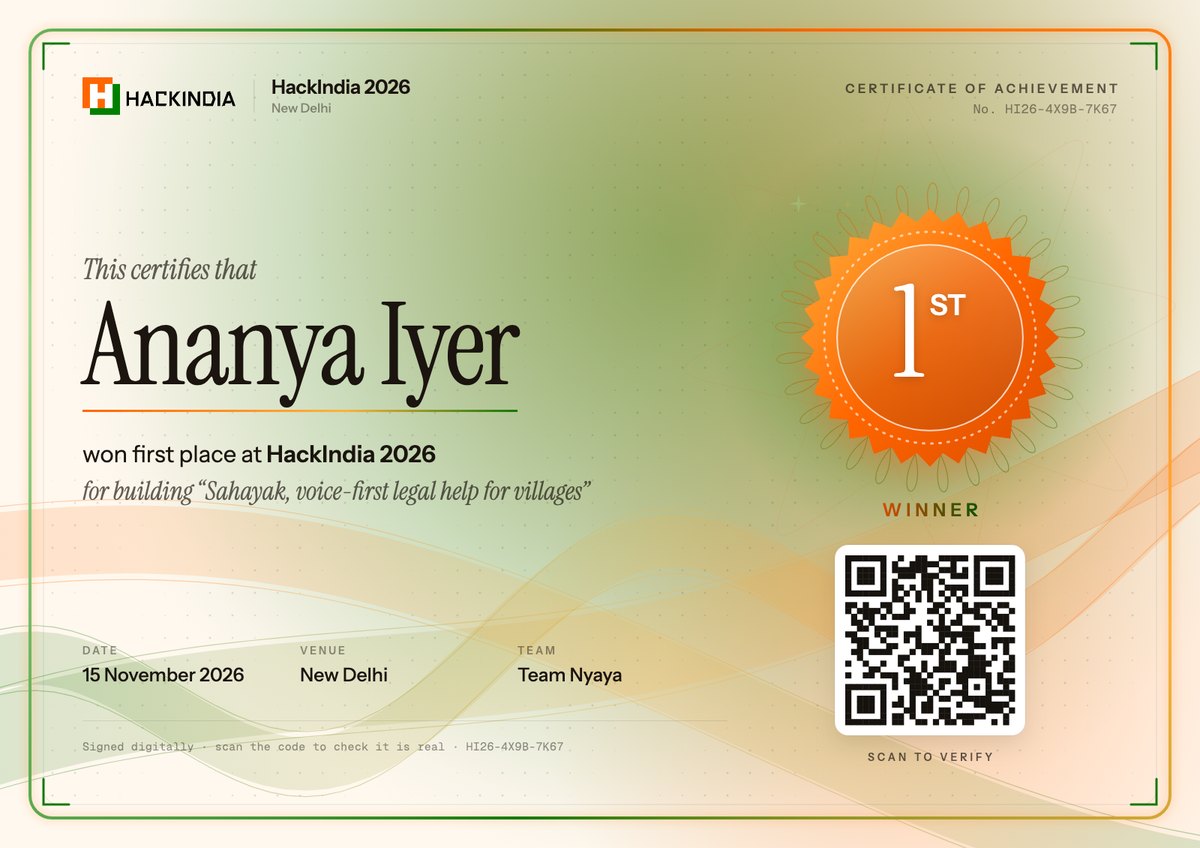 HACKINDIA
HackIndia 2026
New Delhi
CERTIFICATE OF ACHIEVEMENT
No. HI26-4X9B-7K67
This certifies that
Ananya Iyer
won first place at HackIndia 2026
for building “Sahayak, voice-first legal help for villages”
1ST
WINNER
DATE
15 November 2026
VENUE
New Delhi
TEAM
Team Nyaya
Signed digitally · scan the code to check it is real · HI26-4X9B-7K67
SCAN TO VERIFY